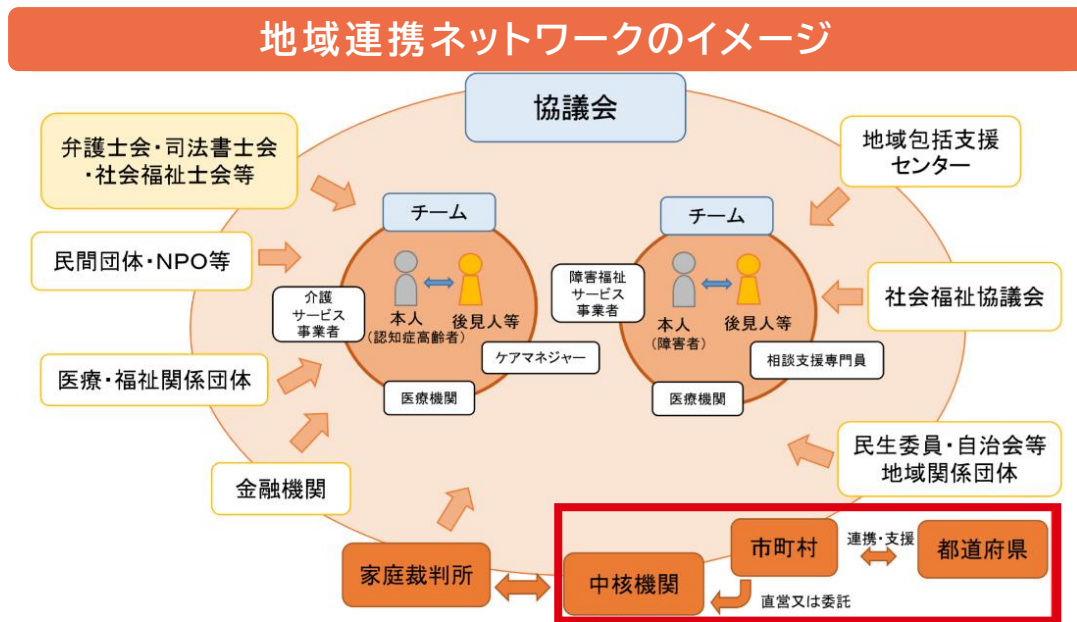 地域連携ネットワークのイメージ
協議会
弁護士会・司法書士会
・社会福祉士会等
地域包括支援
センター
チーム
チーム
民間団体・NPO等
介護
サービス
事業者
本人
(認知症高齢者)
後見人等
障害福祉
サービス
事業者
本人
(障害者)
後見人等
社会福祉協議会
ケアマネジャー
相談支援専門員
医療・福祉関係団体
医療機関
医療機関
金融機関
民生委員・自治会等
地域関係団体
家庭裁判所
中核機関
市町村
連携・支援
都道府県
直営又は委託